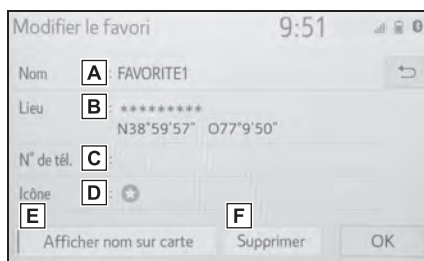 Modifier le favori 9:51
Nom A : FAVORITE1
Lieu B : *********
N38°59'57" O77°9'50"
N° de tél. C :
Icône D :
E F
Afficher nom sur carte Supprimer OK